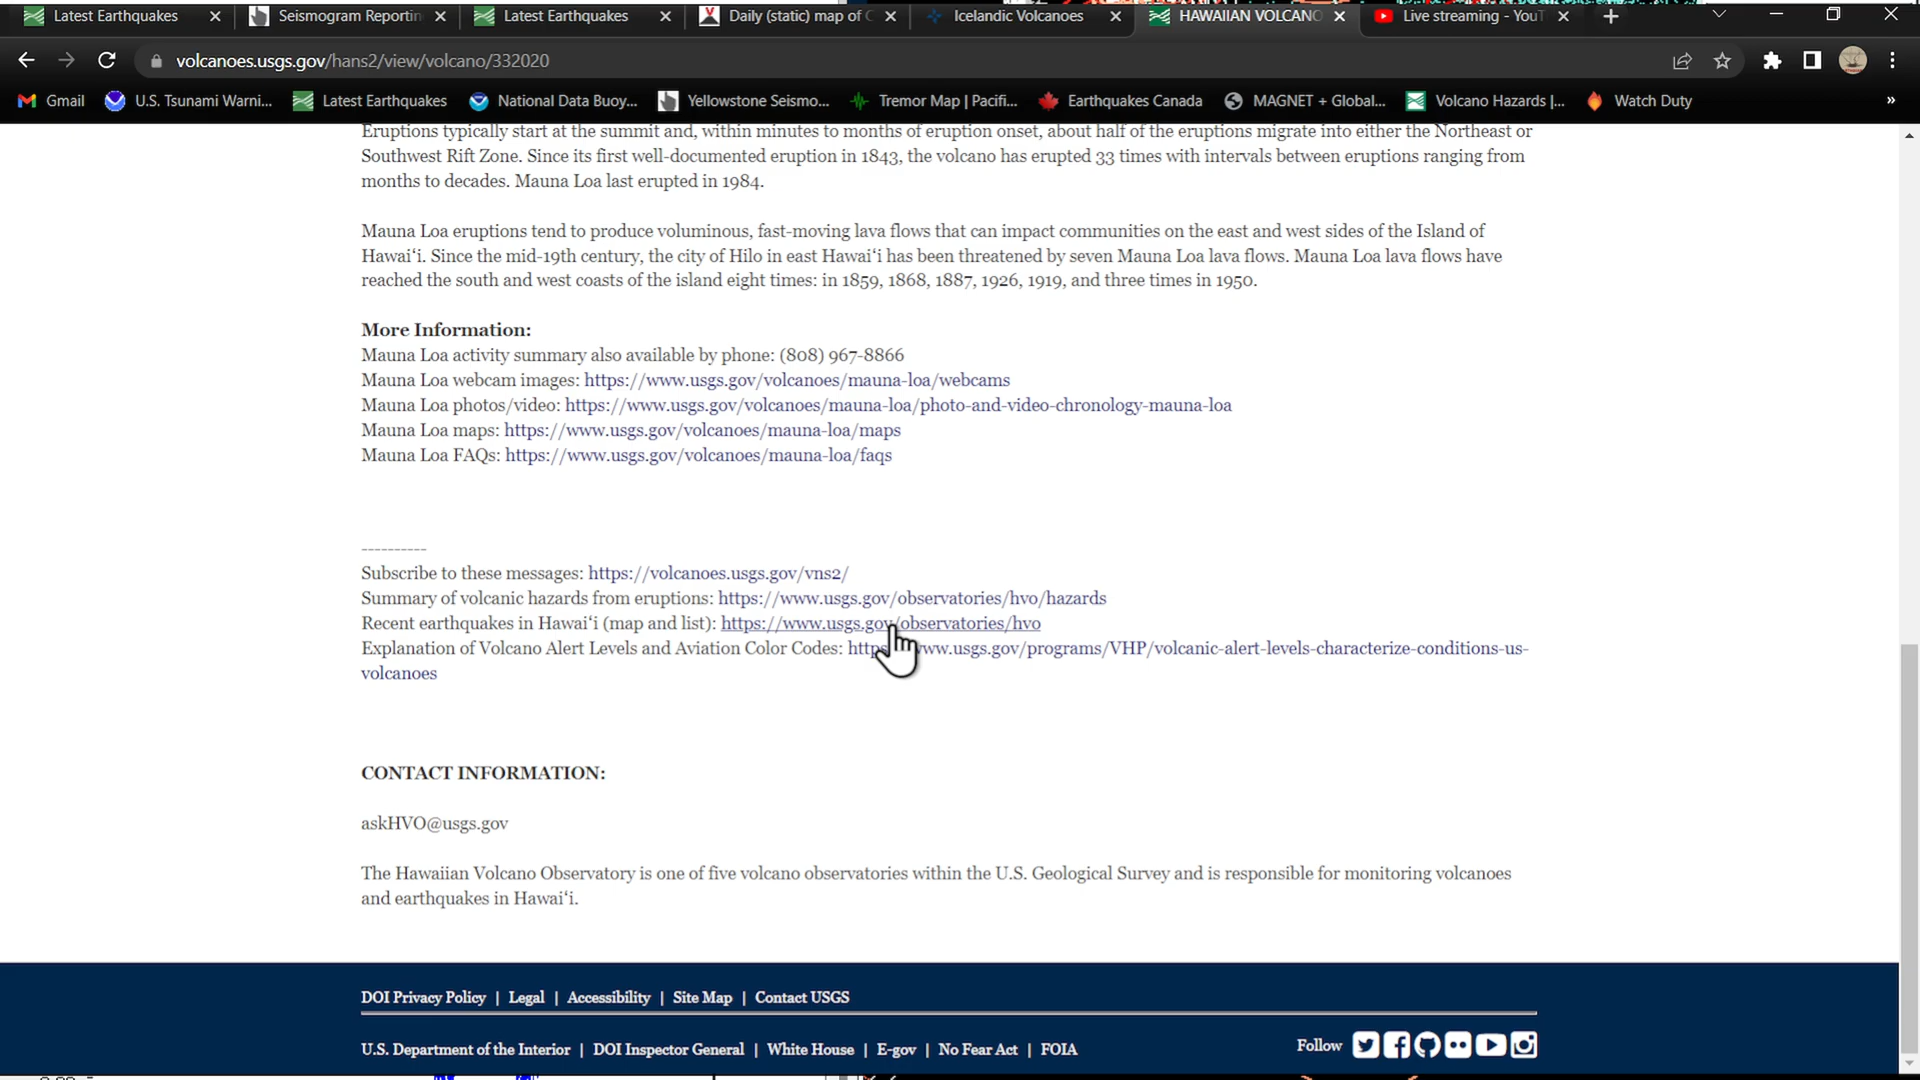 Latest Earthquakes
Seismogram Reportin
Latest Earthquakes
Daily (static) map of
Icelandic Volcanoes
HAWAIIAN VOLCANO
Live streaming - YouT
volcanoes.usgs.gov/hans2/view/volcano/332020
Gmail
U.S. Tsunami Warni...
Latest Earthquakes
National Data Buoy...
Yellowstone Seismo...
Tremor Map | Pacifi...
Earthquakes Canada
MAGNET + Global...
Volcano Hazards |...
Watch Duty
»
Eruptions typically start at the summit and, within minutes to months of eruption onset, about half of the eruptions migrate into either the Northeast or
Southwest Rift Zone. Since its first well-documented eruption in 1843, the volcano has erupted 33 times with intervals between eruptions ranging from
months to decades. Mauna Loa last erupted in 1984.
Mauna Loa eruptions tend to produce voluminous, fast-moving lava flows that can impact communities on the east and west sides of the Island of
Hawaiʻi. Since the mid-19th century, the city of Hilo in east Hawaiʻi has been threatened by seven Mauna Loa lava flows. Mauna Loa lava flows have
reached the south and west coasts of the island eight times: in 1859, 1868, 1887, 1926, 1919, and three times in 1950.
More Information:
Mauna Loa activity summary also available by phone: (808) 967-8866
Mauna Loa webcam images: https://www.usgs.gov/volcanoes/mauna-loa/webcams
Mauna Loa photos/video: https://www.usgs.gov/volcanoes/mauna-loa/photo-and-video-chronology-mauna-loa
Mauna Loa maps: https://www.usgs.gov/volcanoes/mauna-loa/maps
Mauna Loa FAQs: https://www.usgs.gov/volcanoes/mauna-loa/faqs
----------
Subscribe to these messages: https://volcanoes.usgs.gov/vns2/
Summary of volcanic hazards from eruptions: https://www.usgs.gov/observatories/hvo/hazards
Recent earthquakes in Hawaiʻi (map and list): https://www.usgs.gov/observatories/hvo
Explanation of Volcano Alert Levels and Aviation Color Codes: https www.usgs.gov/programs/VHP/volcanic-alert-levels-characterize-conditions-us-
volcanoes
CONTACT INFORMATION:
askHVO@usgs.gov
The Hawaiian Volcano Observatory is one of five volcano observatories within the U.S. Geological Survey and is responsible for monitoring volcanoes
and earthquakes in Hawaiʻi.
DOI Privacy Policy | Legal | Accessibility | Site Map | Contact USGS
U.S. Department of the Interior | DOI Inspector General | White House | E-gov | No Fear Act | FOIA
Follow